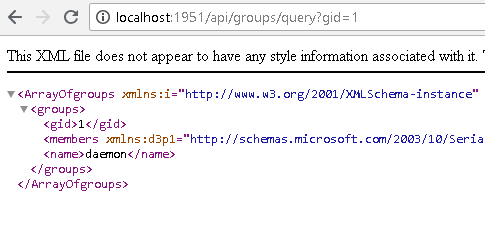 localhost:1951/api/groups/query?gid=1
This XML file does not appear to have any style information associated with it.
<ArrayOfgroups xmlns:i="http://www.w3.org/2001/XMLSchema-instance"
<groups>
<gid>1</gid>
<members xmlns:d3p1="http://schemas.microsoft.com/2003/10/Seria
<name>daemon</name>
</groups>
</ArrayOfgroups>